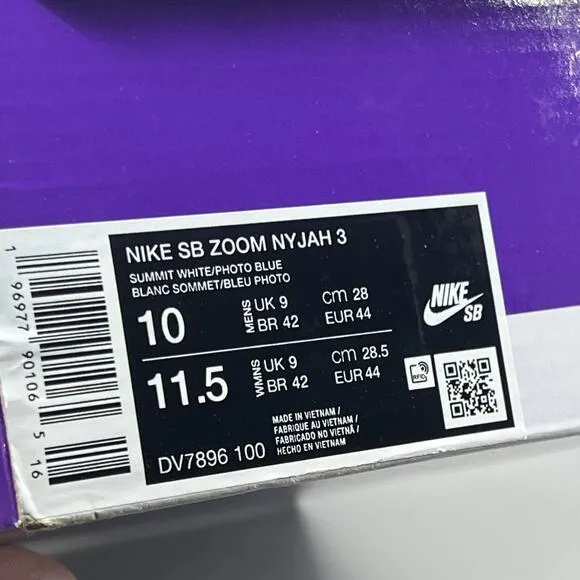 NIKE SB ZOOM NYJAH 3
SUMMIT WHITE/PHOTO BLUE
BLANC SOMMET/BLEU PHOTO
10 MENS UK 9 CM 28
BR 42 EUR 44
11.5 WMNS UK 9 CM 28.5
BR 42 EUR 44
NIKE
SB
RFID
MADE IN VIETNAM /
FABRIQUE AU VIETNAM /
FABRICADO NO VIETNÃ /
HECHO EN VIETNAM
DV7896 100
1 96977 90106 5 16